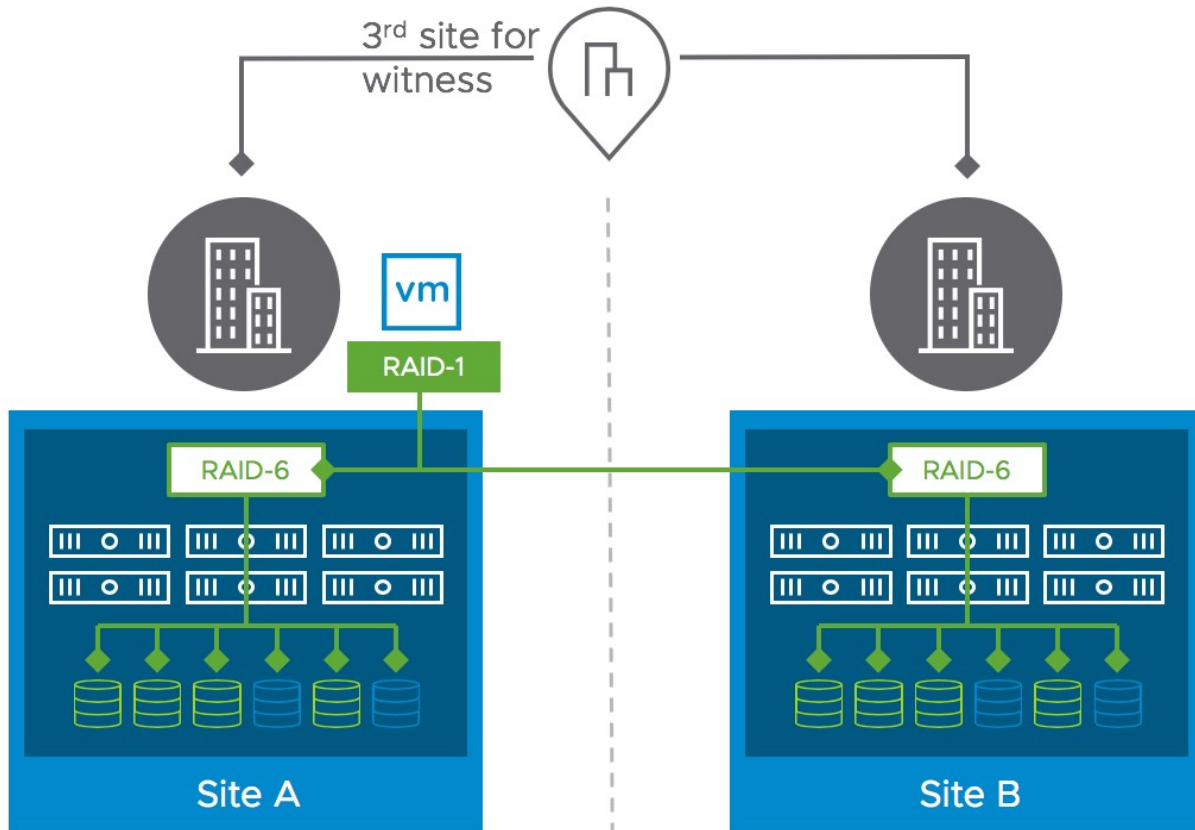 3rd site for
witness
vm
RAID-1
RAID-6
RAID-6
Site A
Site B